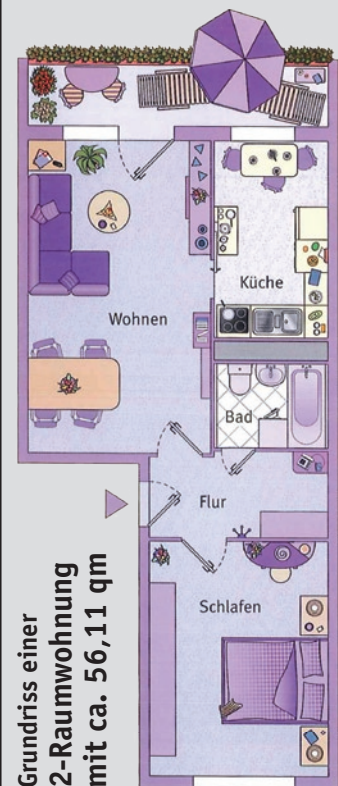 Küche
Wohnen
Bad
Flur
Schlafen
Grundriss einer
2-Raumwohnung
mit ca. 56,11 qm